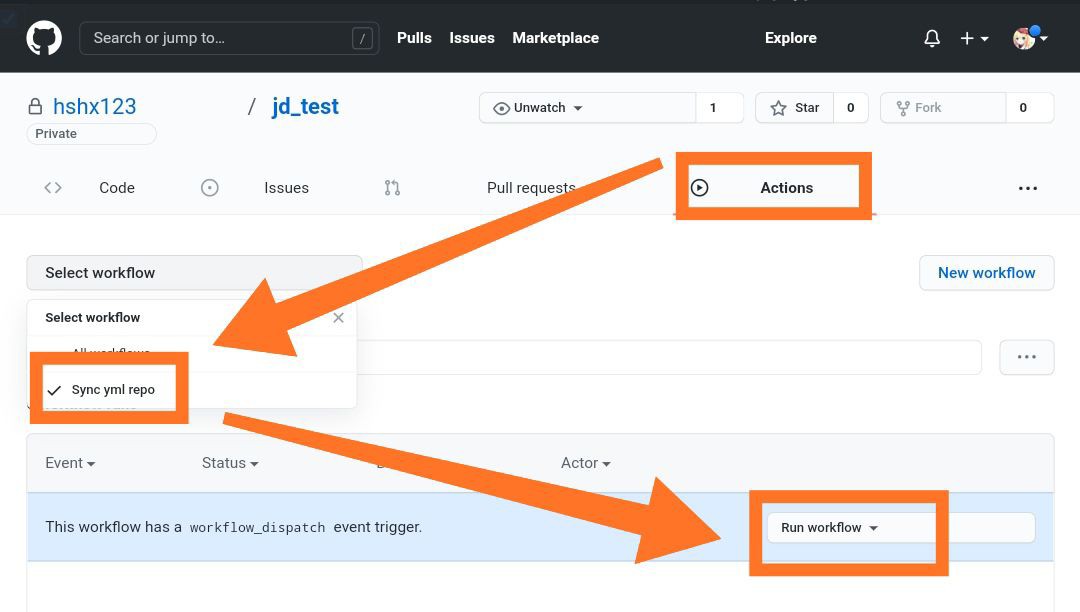 Search or jump to… /
Pulls Issues Marketplace Explore
hshx123 / jd_test
Private
Unwatch 1
Star 0
Fork 0
Code Issues Pull requests Actions
Select workflow
New workflow
Select workflow
All workflows
Sync yml repo
Event Status Actor
This workflow has a workflow_dispatch event trigger.
Run workflow